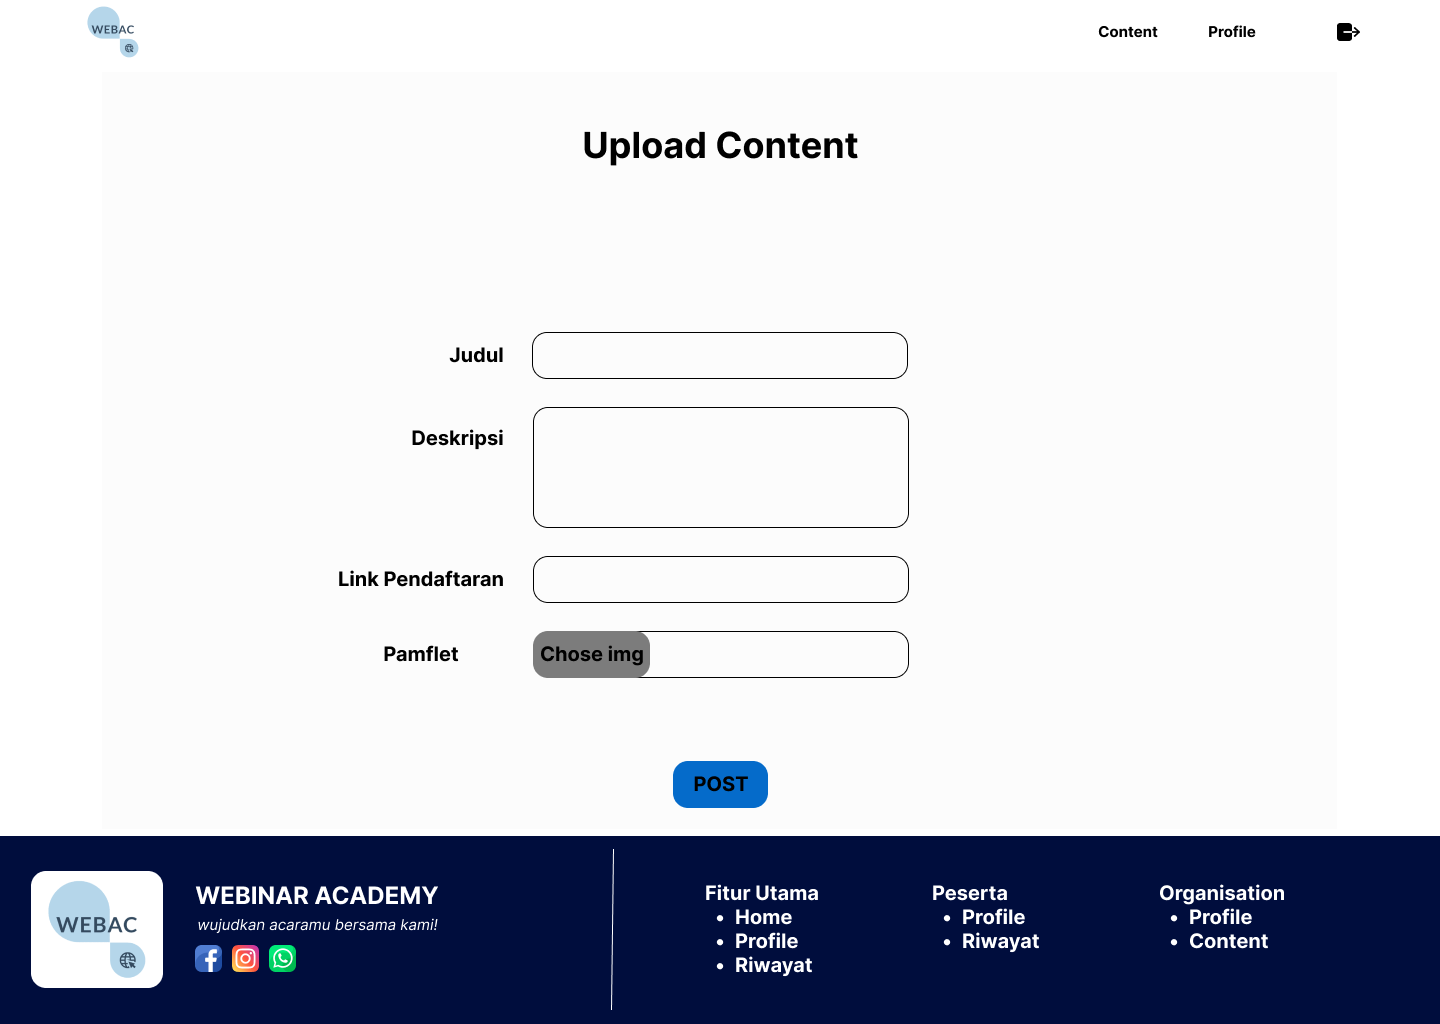 WEBAC
Content
Profile
Upload Content
Judul
Deskripsi
Link Pendaftaran
Pamflet
Chose img
POST
WEBAC
WEBINAR ACADEMY
wujudkan acaramu bersama kami!
Fitur Utama
• Home
• Profile
• Riwayat
Peserta
• Profile
• Riwayat
Organisation
• Profile
• Content